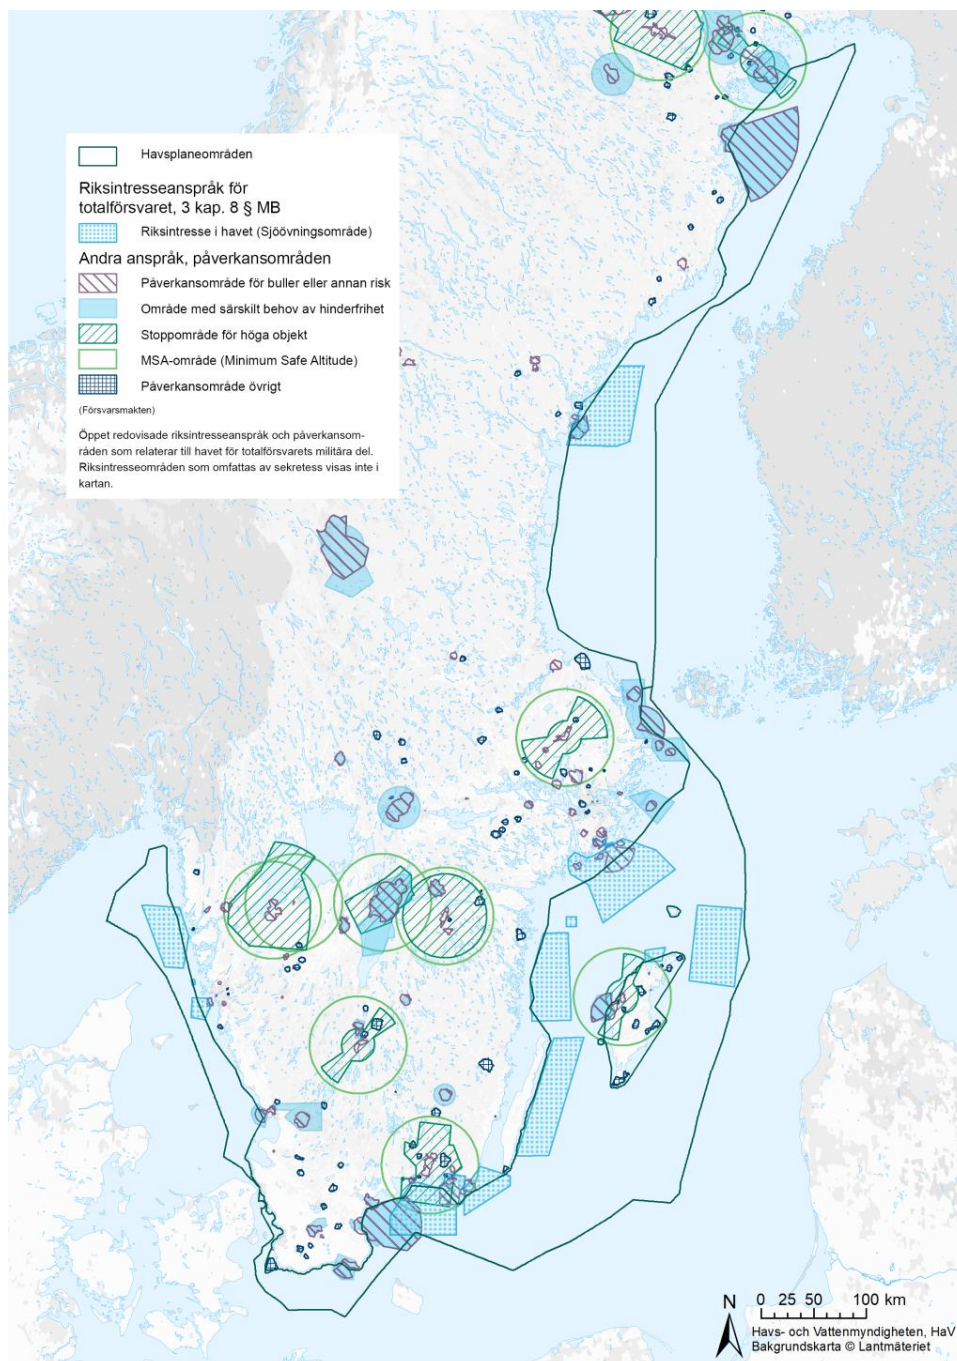 Havsplaneområden
Riksintresseanspråk för
totalförsvaret, 3 kap. 8 § MB
Riksintresse i havet (Sjöövningsområde)
Andra anspråk, påverkansområden
Påverkansområde för buller eller annan risk
Område med särskilt behov av hinderfrihet
Stoppområde för höga objekt
MSA-område (Minimum Safe Altitude)
Påverkansområde övrigt
(Försvarsmakten)
Öppet redovisade riksintresseanspråk och påverkansom-
råden som relaterar till havet för totalförsvarets militära del.
Riksintresseområden som omfattas av sekretess visas inte i
kartan.
N
0 25 50 100 km
Havs- och Vattenmyndigheten, HaV
Bakgrundskarta © Lantmäteriet